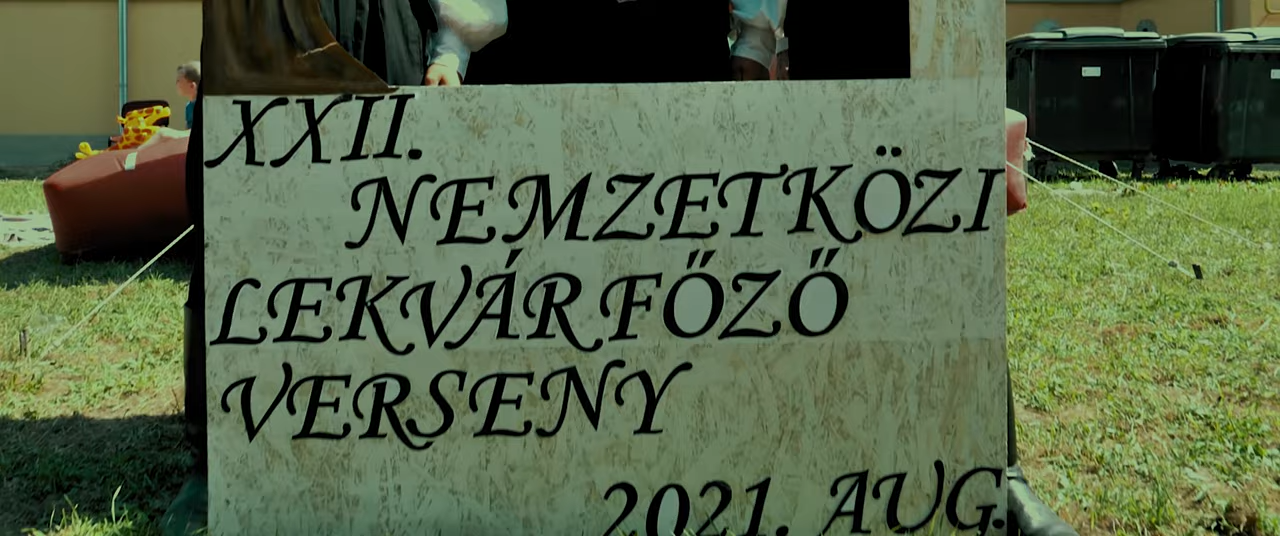 XXII.
NEMZETKÖZI
LEKVÁRFŐZŐ
VERSENY
2021. AUG.